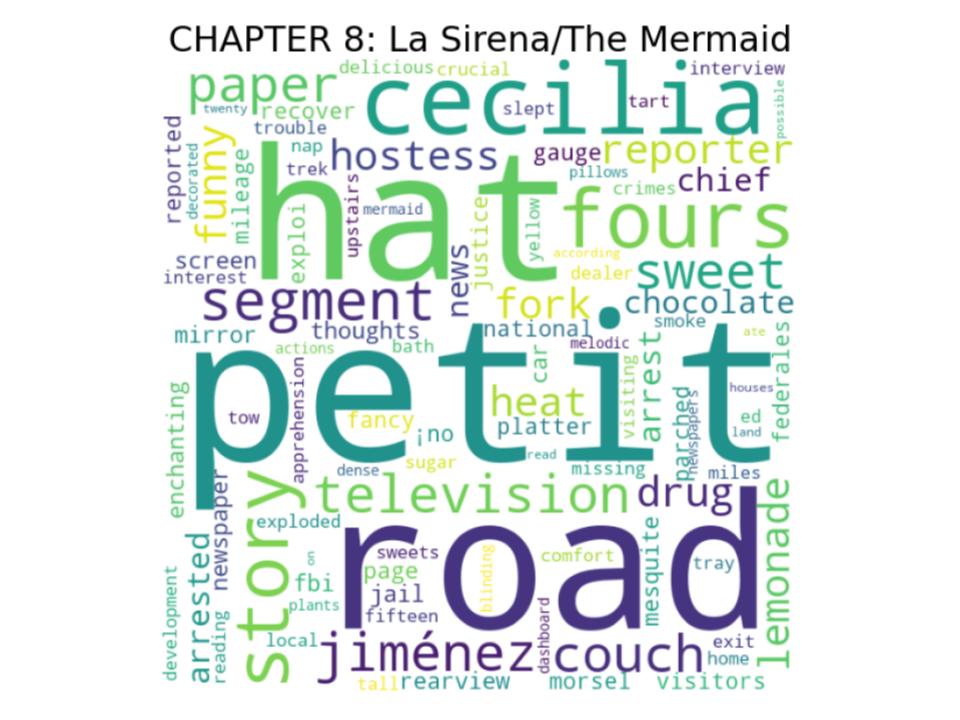 CHAPTER 8: La Sirena/The Mermaid
delicious
crucial
interview
paper
cecilia
slept
tart
possible
twenty
recover
reported
decorated
funny
mileage
trouble
nap
trek
hostess
gauge
reporter
pillows
crimes
chief
hat
fours
exploi
upstairs
mermaid
justice
yellow
news
according
dealer
sweet
screen
interest
segment
fork
chocolate
mirror
thoughts
national
melodic
smoke
ate
actions
bath
petit
car
visiting
arrest
federales
enchanting
tow
apprehension
fancy
¡no
heat
platter
parched
newspapers
houses
ed
land
sugar
read
dense
missing
miles
newspaper
story
television
drug
lemonade
exploded
road
sweets
page
blinding
comfort
mesquite
tray
on
fbi
jail
plants
fifteen
development
arrested
reading
local
jiménez
dashboard
couch
exit
home
tall
rearview
morsel
visitors